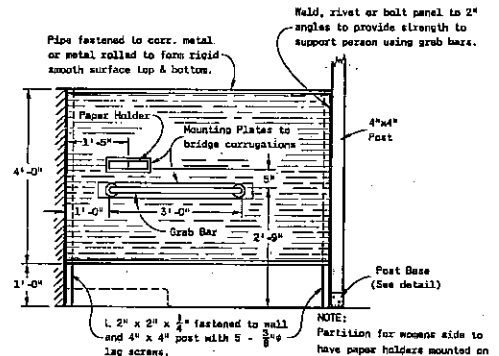 Weld, rivet or bolt panel to 2"
angles to provide strength to
support person using grab bars.
Pipe fastened to corr. metal
or metal rolled to form rigid
smooth surface top & bottom.
Paper Holder
Mounting Plates to
bridge corrugations
4"x4"
Post
1'-5"
4'-0"
5"
1'-0"
3'-0"
Grab Bar
2'-9"
1'-0"
Post Base
(See detail)
L 2" x 2" x 1/4" fastened to wall
and 4" x 4" post with 5 - 3/8"ø
lag screws.
NOTE:
Partition for womens side to
have paper holders mounted on